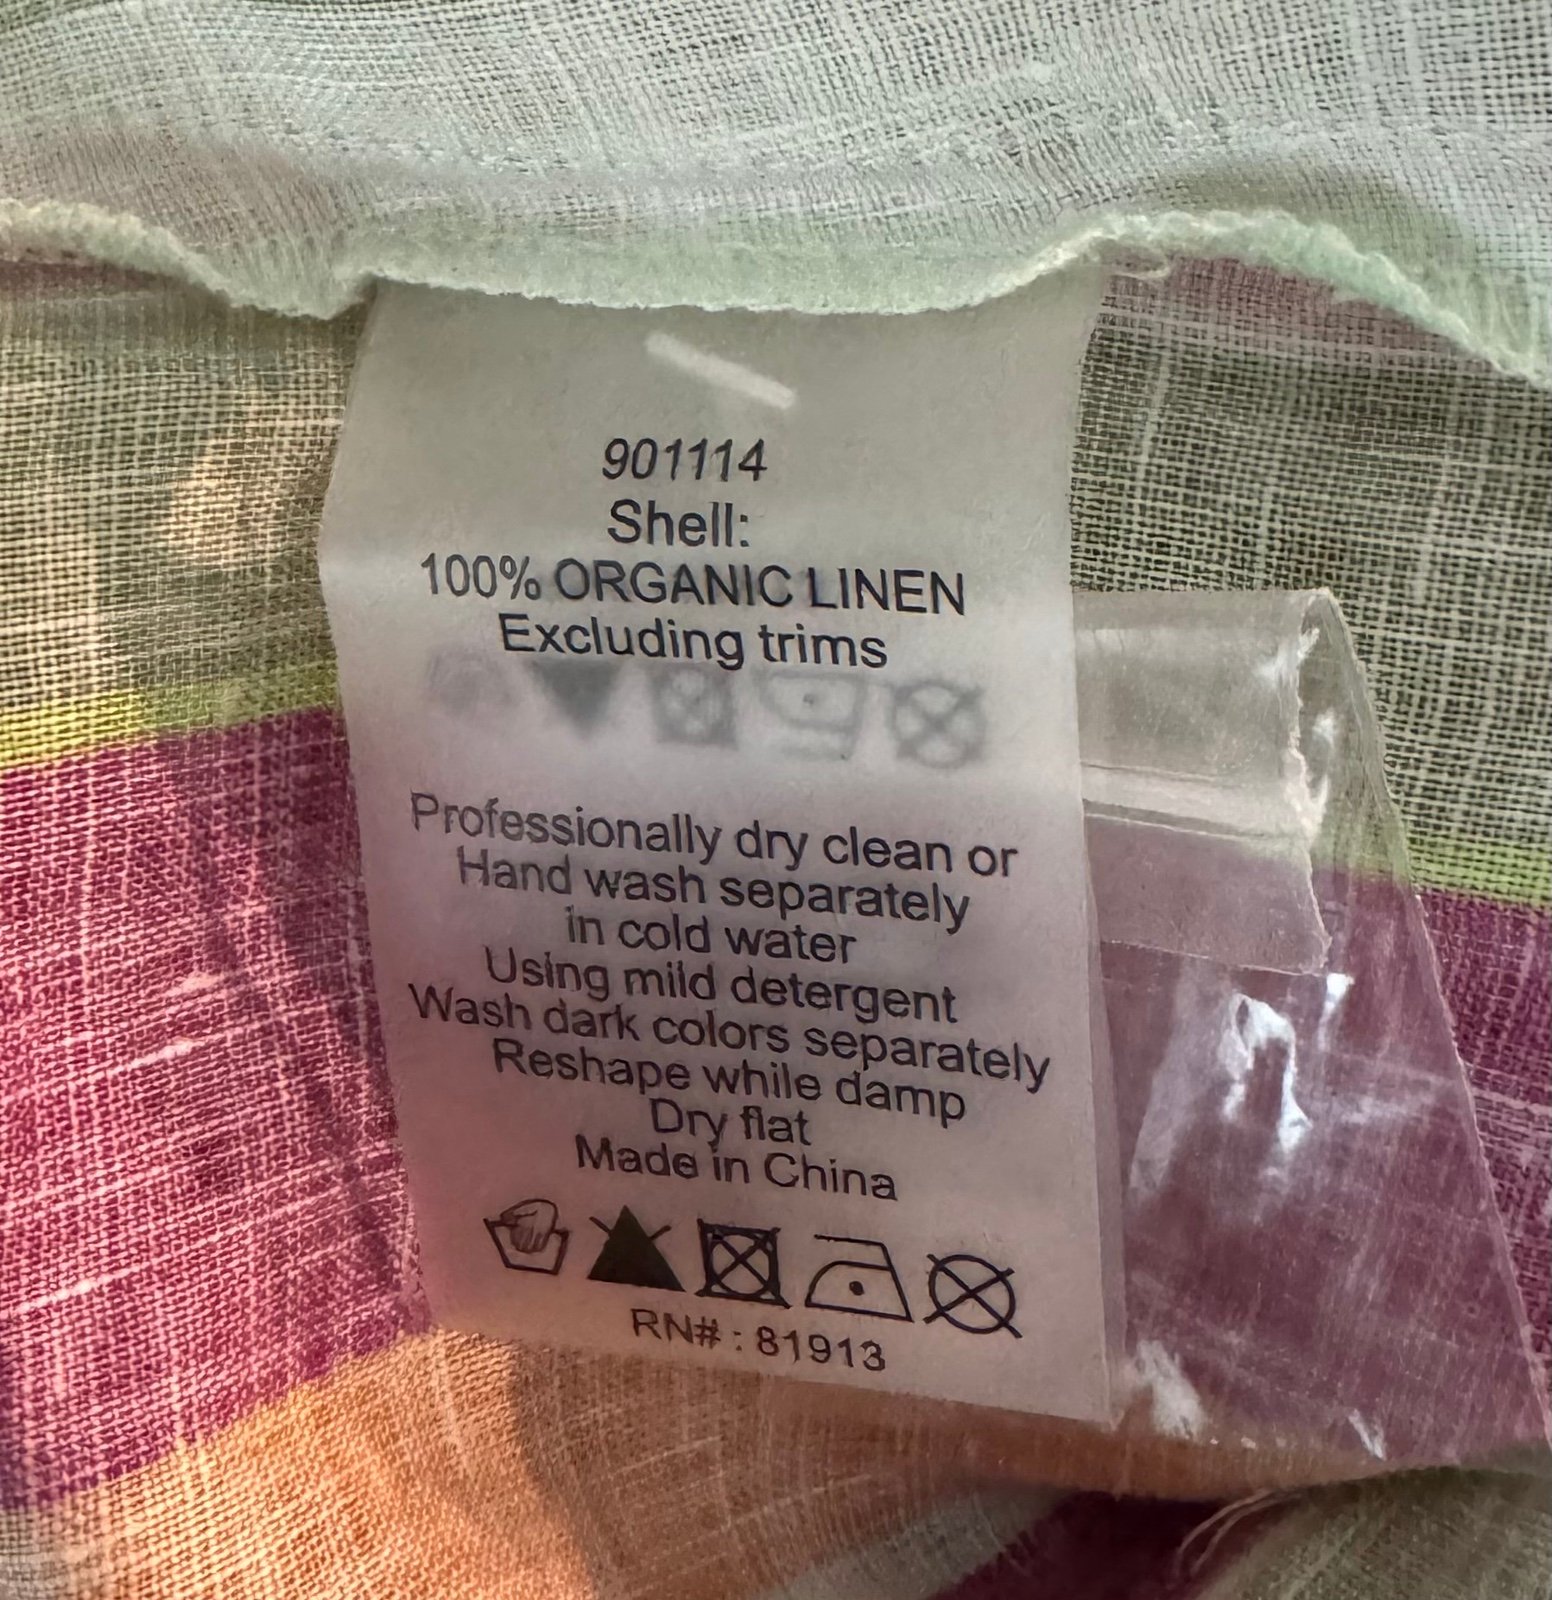 901114
Shell:
100% ORGANIC LINEN
Excluding trims
Professionally dry clean or
Hand wash separately
in cold water
Using mild detergent
Wash dark colors separately
Reshape while damp
Dry flat
Made in China
RN# : 81913